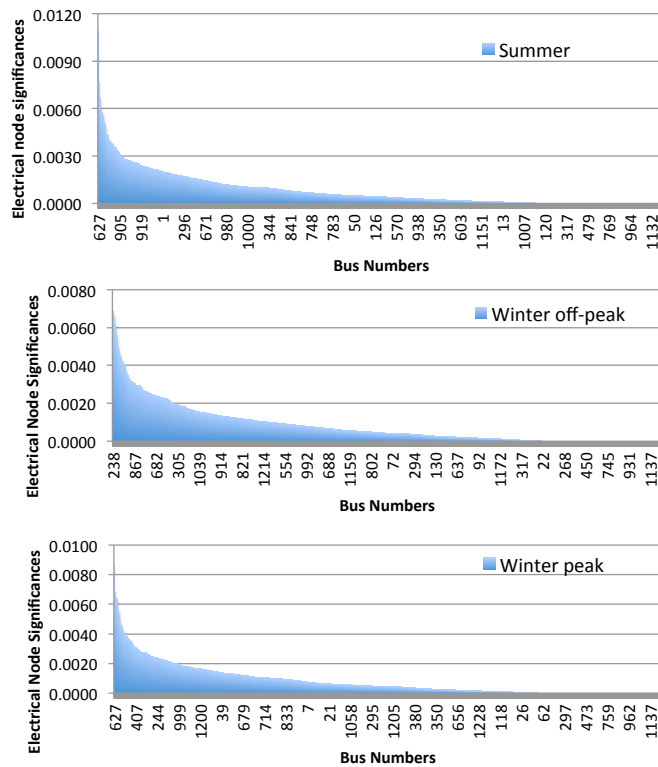 0.0120
0.0090
0.0060
0.0030
0.0000
Electrical node significances
Summer
627 905 919 1 296 671 980 1000 344 841 748 783 50 126 570 938 350 603 1151 13 1007 120 317 479 769 964 1132
Bus Numbers
0.0080
0.0060
0.0040
0.0020
0.0000
Electrical Node Significances
Winter off-peak
238 867 682 305 1039 914 821 1214 554 992 688 1159 802 72 294 130 637 92 1172 317 22 268 450 745 931 1137
Bus Numbers
0.0100
0.0080
0.0060
0.0040
0.0020
0.0000
Electrical Node Significances
Winter peak
627 407 244 999 1200 39 679 714 833 7 21 1058 295 1205 380 350 656 1228 118 26 62 297 473 759 962 1137
Bus Numbers